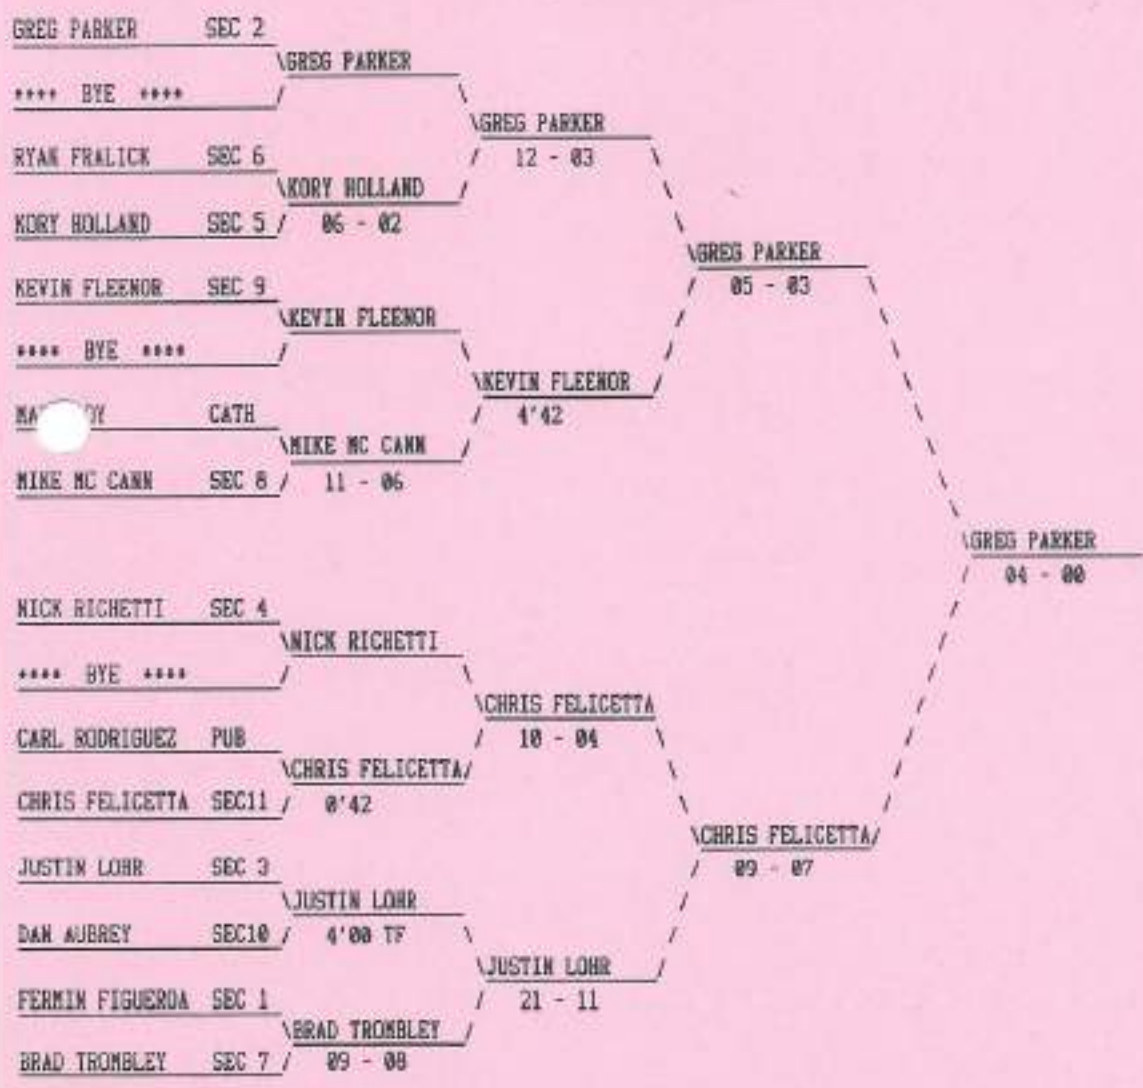 GREG PARKER SEC 2
\GREG PARKER
**** BYE ****
\GREG PARKER
12 - 03
RYAN FRALICK SEC 6
\KORY HOLLAND
06 - 02
KORY HOLLAND SEC 5
\GREG PARKER
05 - 03
KEVIN FLEENOR SEC 9
\KEVIN FLEENOR
**** BYE ****
\KEVIN FLEENOR
4'42
CATH
\MIKE MC CANN
11 - 06
MIKE MC CANN SEC 8
\GREG PARKER
04 - 00
NICK RICHETTI SEC 4
\NICK RICHETTI
**** BYE ****
\CHRIS FELICETTA
10 - 04
CARL RODRIGUEZ PUB
\CHRIS FELICETTA/
0'42
CHRIS FELICETTA SEC11
\CHRIS FELICETTA/
09 - 07
JUSTIN LOHR SEC 3
\JUSTIN LOHR
4'00 TF
DAN AUBREY SEC10
\JUSTIN LOHR
21 - 11
FERMIN FIGUEROA SEC 1
\BRAD TROMBLEY
09 - 08
BRAD TROMBLEY SEC 7